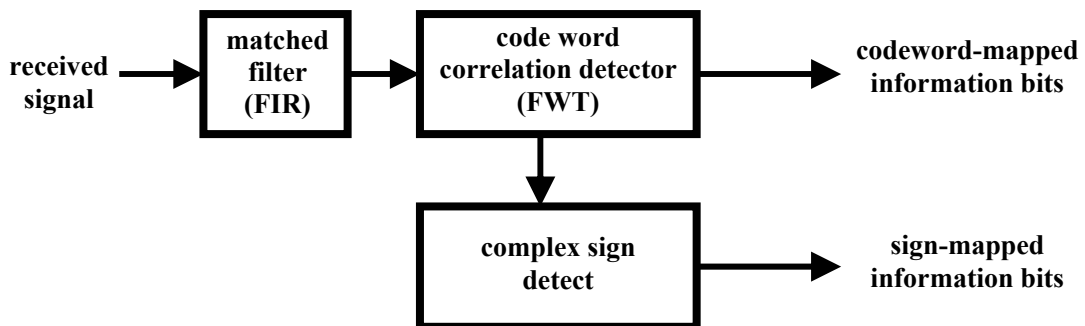 received
signal
matched
filter
(FIR)
code word
correlation detector
(FWT)
codeword-mapped
information bits
complex sign
detect
sign-mapped
information bits